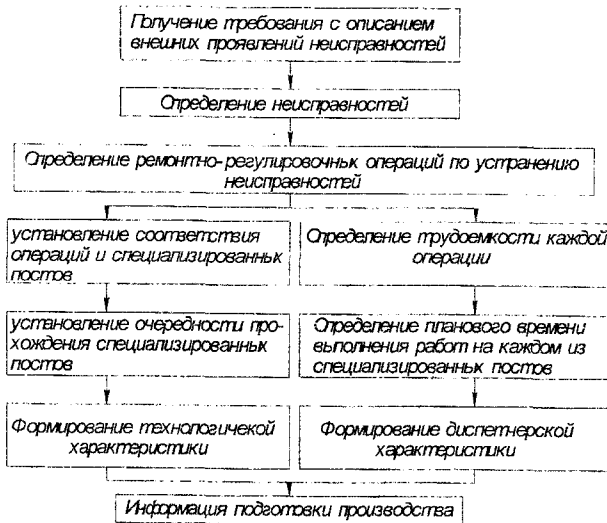 Получение требования с описанием
внешних проявлений неисправностей
Определение неисправностей
Определение ремонтно-регулировочнык операций по устранению
неисправностей
установление соответствия
операций и специализированных
постов
Определение трудоемкости каждой
операции
установление очередности про-
хождения специализированных
постов
Определение планового времени
выполнения работ на каждом из
специализированных постов
Формирование технологичекой
характеристики
Формирование диспетнерской
характеристики
Информация подготовки производства